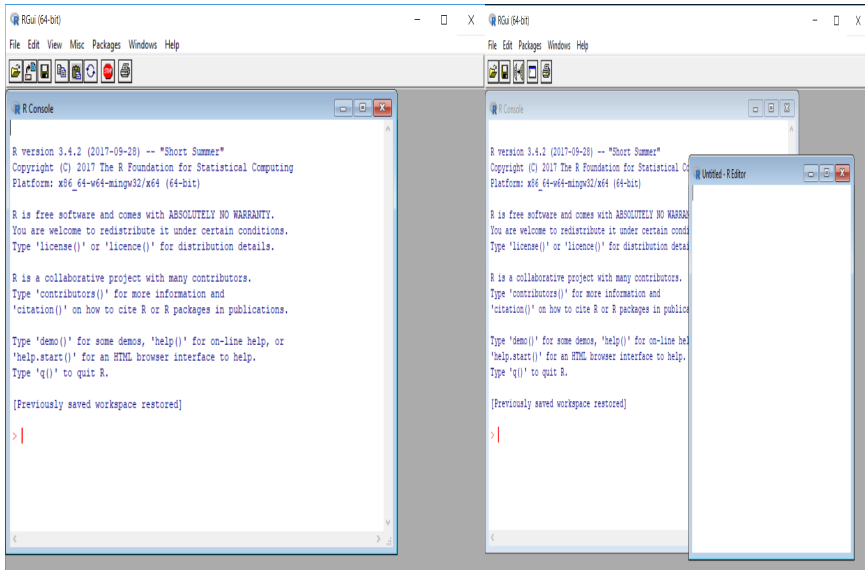 RGui (64-bit)
File Edit View Misc Packages Windows Help
R Console
R version 3.4.2 (2017-09-28) -- "Short Summer"
Copyright (C) 2017 The R Foundation for Statistical Computing
Platform: x86_64-w64-mingw32/x64 (64-bit)
R is free software and comes with ABSOLUTELY NO WARRANTY.
You are welcome to redistribute it under certain conditions.
Type 'license()' or 'licence()' for distribution details.
R is a collaborative project with many contributors.
Type 'contributors()' for more information and
'citation()' on how to cite R or R packages in publications.
Type 'demo()' for some demos, 'help()' for on-line help, or
'help.start()' for an HTML browser interface to help.
Type 'q()' to quit R.
[Previously saved workspace restored]
>
RGui (64-bit)
File Edit Packages Windows Help
R Console
R version 3.4.2 (2017-09-28) -- "Short Summer"
Copyright (C) 2017 The R Foundation for Statistical C
Platform: x86_64-w64-mingw32/x64 (64-bit)
R is free software and comes with ABSOLUTELY NO WARRAN
You are welcome to redistribute it under certain condi
Type 'license()' or 'licence()' for distribution detai
R is a collaborative project with many contributors.
Type 'contributors()' for more information and
'citation()' on how to cite R or R packages in publica
Type 'demo()' for some demos, 'help()' for on-line hel
'help.start()' for an HTML browser interface to help.
Type 'q()' to quit R.
[Previously saved workspace restored]
>
Untitled - R Editor